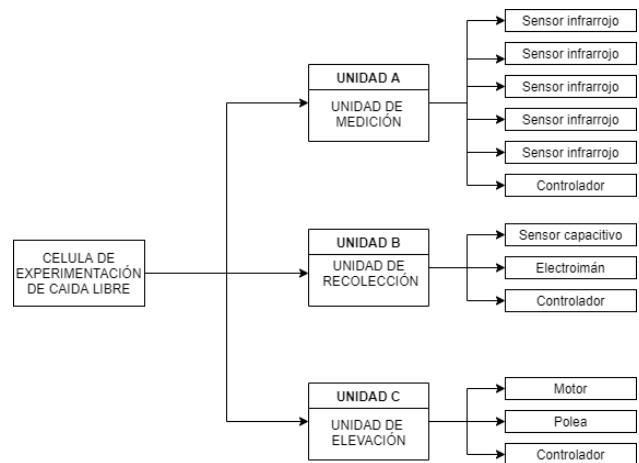 CELULA DE
EXPERIMENTACIÓN
DE CAIDA LIBRE
UNIDAD A
UNIDAD DE
MEDICIÓN
Sensor infrarrojo
Sensor infrarrojo
Sensor infrarrojo
Sensor infrarrojo
Sensor infrarrojo
Controlador
UNIDAD B
UNIDAD DE
RECOLECCIÓN
Sensor capacitivo
Electroimán
Controlador
UNIDAD C
UNIDAD DE
ELEVACIÓN
Motor
Polea
Controlador